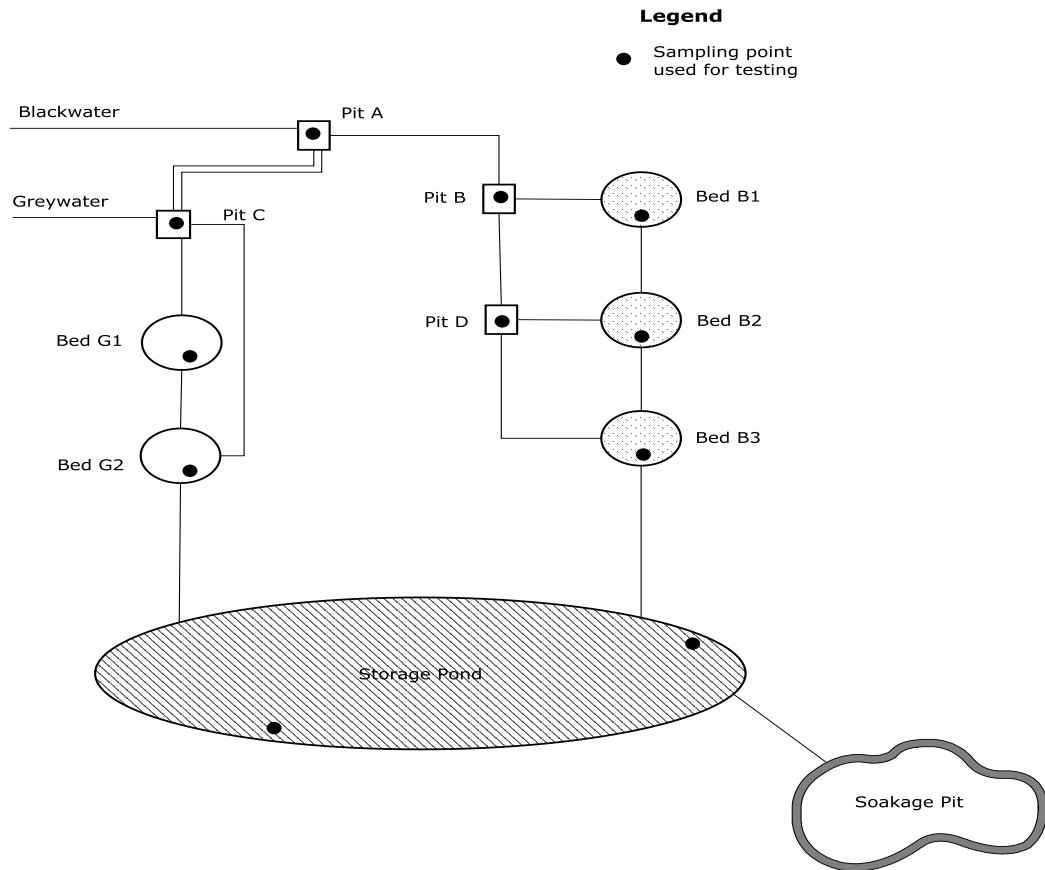 Legend
Sampling point
used for testing
Blackwater
Pit A
Greywater
Pit C
Pit B
Bed B1
Pit D
Bed B2
Bed G1
Bed B3
Bed G2
Storage Pond
Soakage Pit